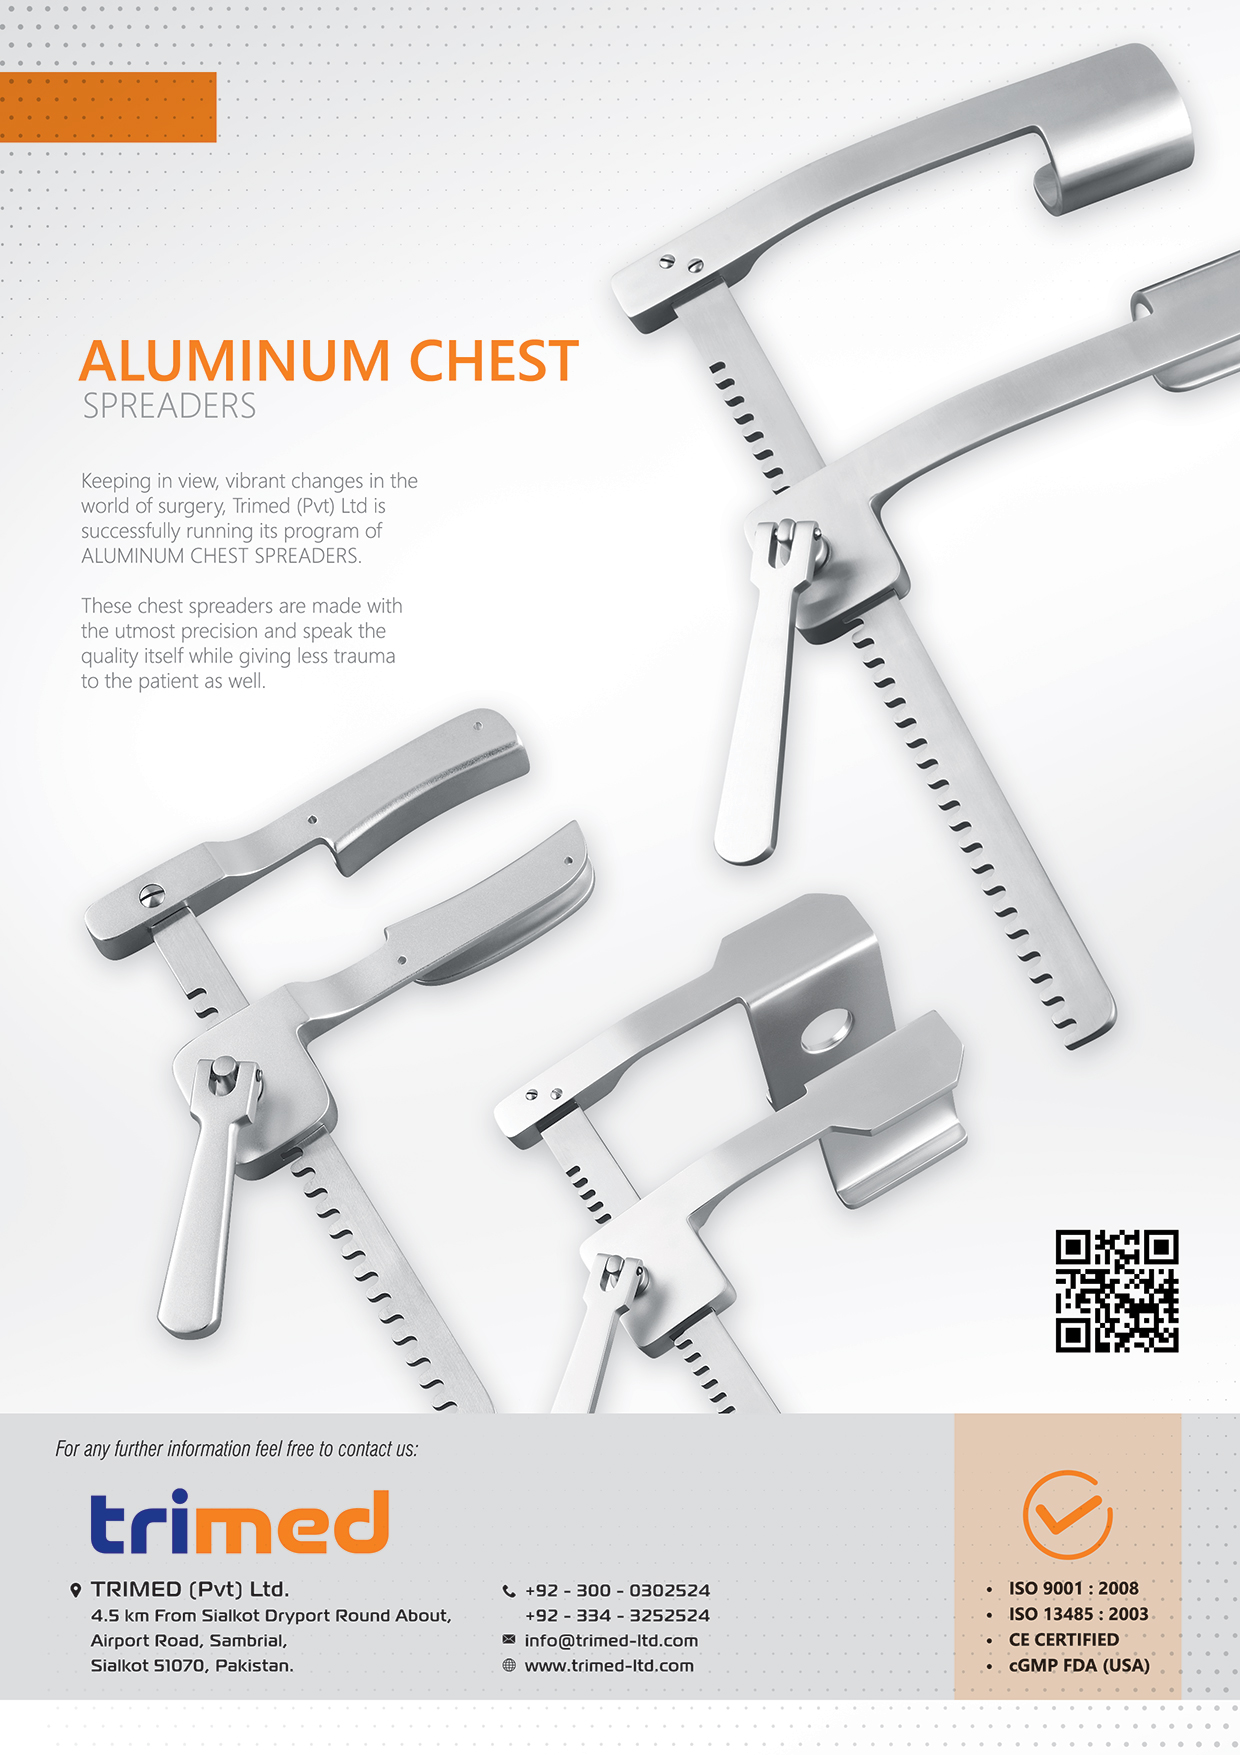 ALUMINUM CHEST
SPREADERS
Keeping in view, vibrant changes in the
world of surgery, Trimed (Pvt) Ltd is
successfully running its program of
ALUMINUM CHEST SPREADERS.
These chest spreaders are made with
the utmost precision and speak the
quality itself while giving less trauma
to the patient as well.
For any further information feel free to contact us:
trimed
TRIMED (Pvt) Ltd.
4.5 km From Sialkot Dryport Round About,
Airport Road, Sambrial,
Sialkot 51070, Pakistan.
+92 - 300 - 0302524
+92 - 334 - 3252524
info@trimed-ltd.com
www.trimed-ltd.com
• ISO 9001 : 2008
• ISO 13485 : 2003
• CE CERTIFIED
• cGMP FDA (USA)